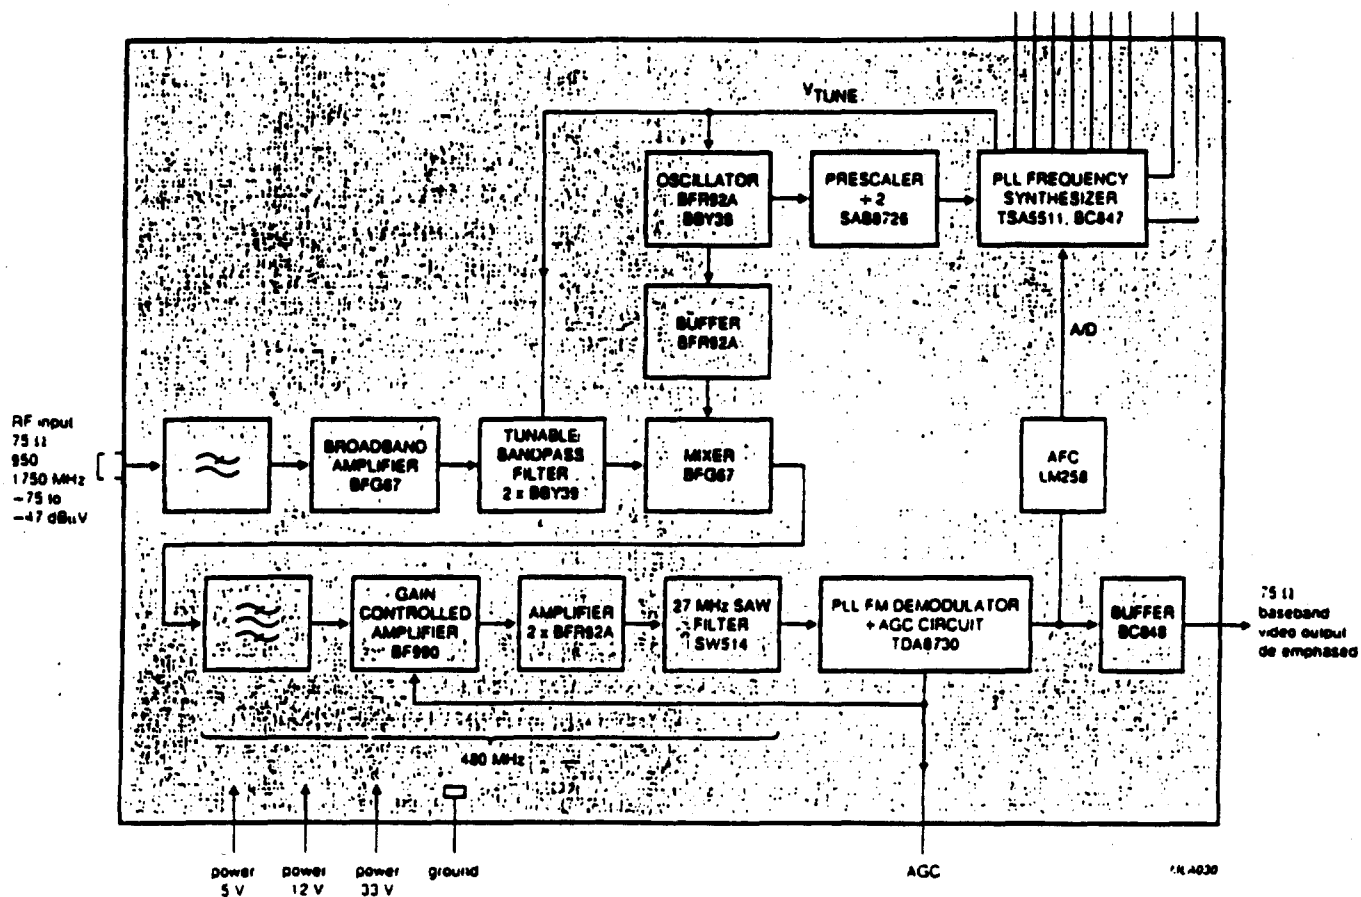 V TUNE
OSCILLATOR
BFR92A
BBY39
PRESCALER
÷ 2
SAB8726
PLL FREQUENCY
SYNTHESIZER
TSA5511, BC847
BUFFER
BFR92A
A/D
RF input
75 Ω
950
1750 MHz
−75 to
−47 dBμV
BROADBAND
AMPLIFIER
BFG67
TUNABLE
BANDPASS
FILTER
2 x BBY39
MIXER
BFG67
AFC
LM258
GAIN
CONTROLLED
AMPLIFIER
BF990
AMPLIFIER
2 x BFR92A
27 MHz SAW
FILTER
SW514
PLL FM DEMODULATOR
+ AGC CIRCUIT
TDA8730
BUFFER
BC848
75 Ω
baseband
video output
de emphased
480 MHz
power
5 V
power
12 V
power
33 V
ground
AGC